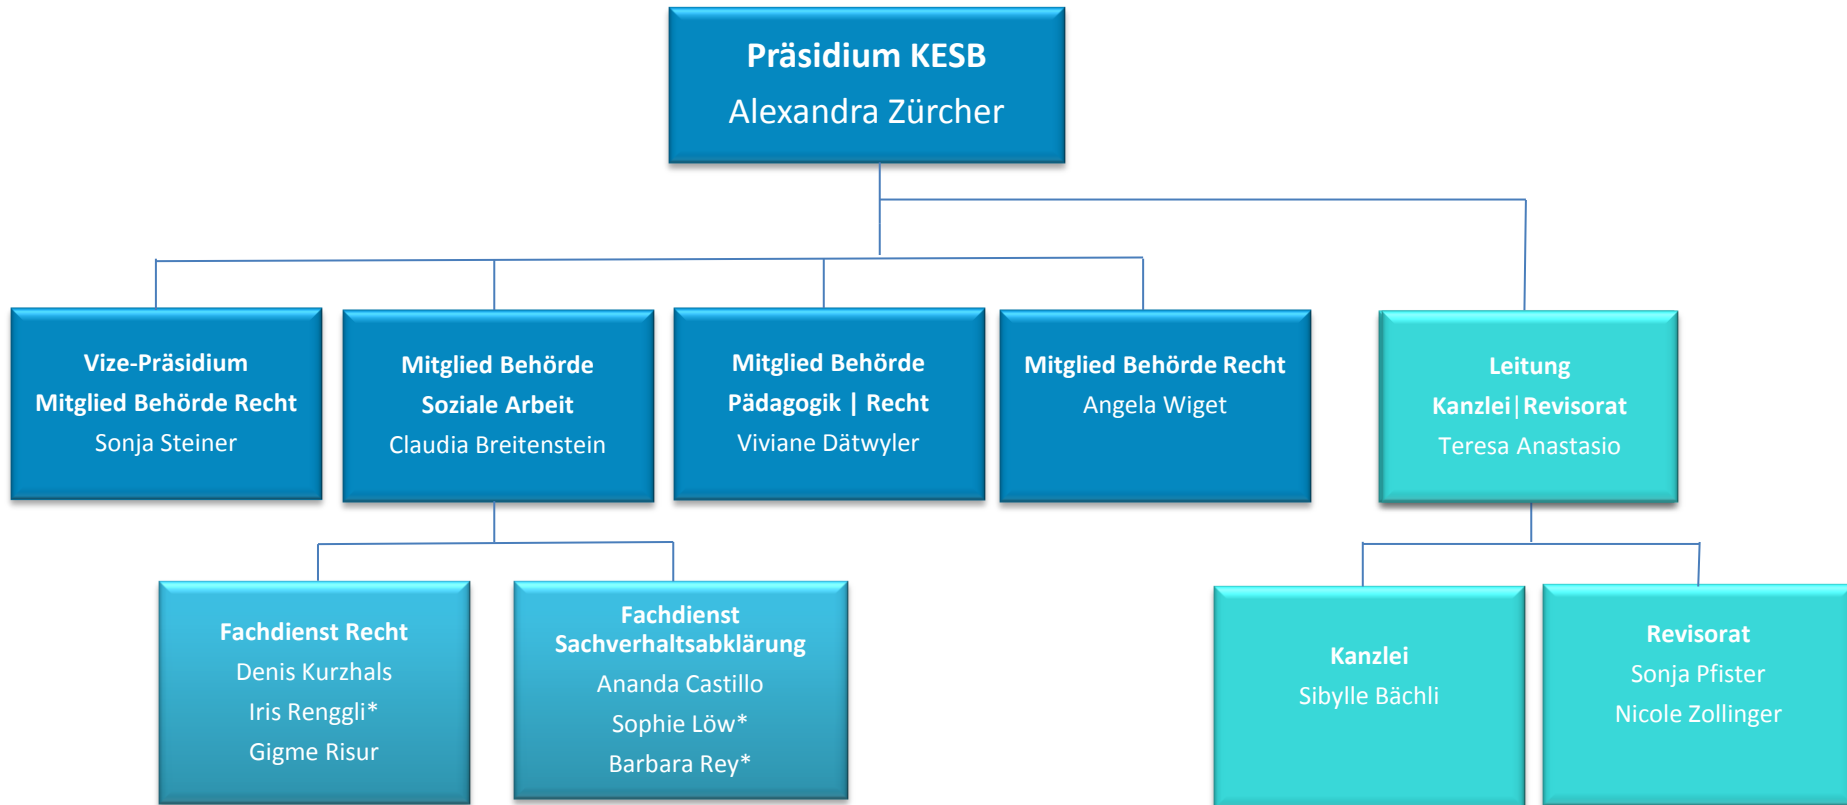 Präsidium KESB
Alexandra Zürcher
Vize-Präsidium
Mitglied Behörde Recht
Sonja Steiner
Mitglied Behörde
Soziale Arbeit
Claudia Breitenstein
Mitglied Behörde
Pädagogik | Recht
Viviane Dätwyler
Mitglied Behörde Recht
Angela Wiget
Leitung
Kanzlei|Revisorat
Teresa Anastasio
Fachdienst Recht
Denis Kurzhals
Iris Renggli*
Gigme Risur
Fachdienst
Sachverhaltsabklärung
Ananda Castillo
Sophie Löw*
Barbara Rey*
Kanzlei
Sibylle Bächli
Revisorat
Sonja Pfister
Nicole Zollinger